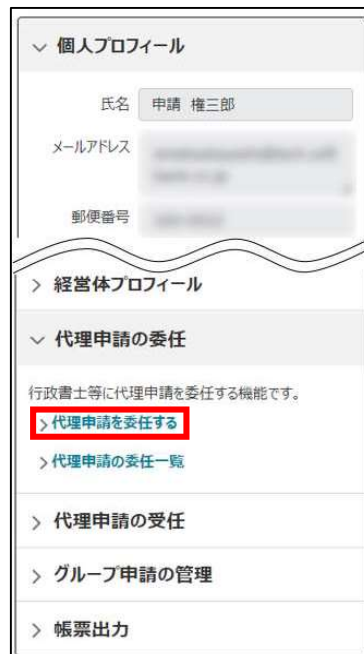 個人プロフィール
氏名 申請 権三郎
メールアドレス
郵便番号
経営体プロフィール
代理申請の委任
行政書士等に代理申請を委任する機能です。
代理申請を委任する
代理申請の委任一覧
代理申請の受任
グループ申請の管理
帳票出力